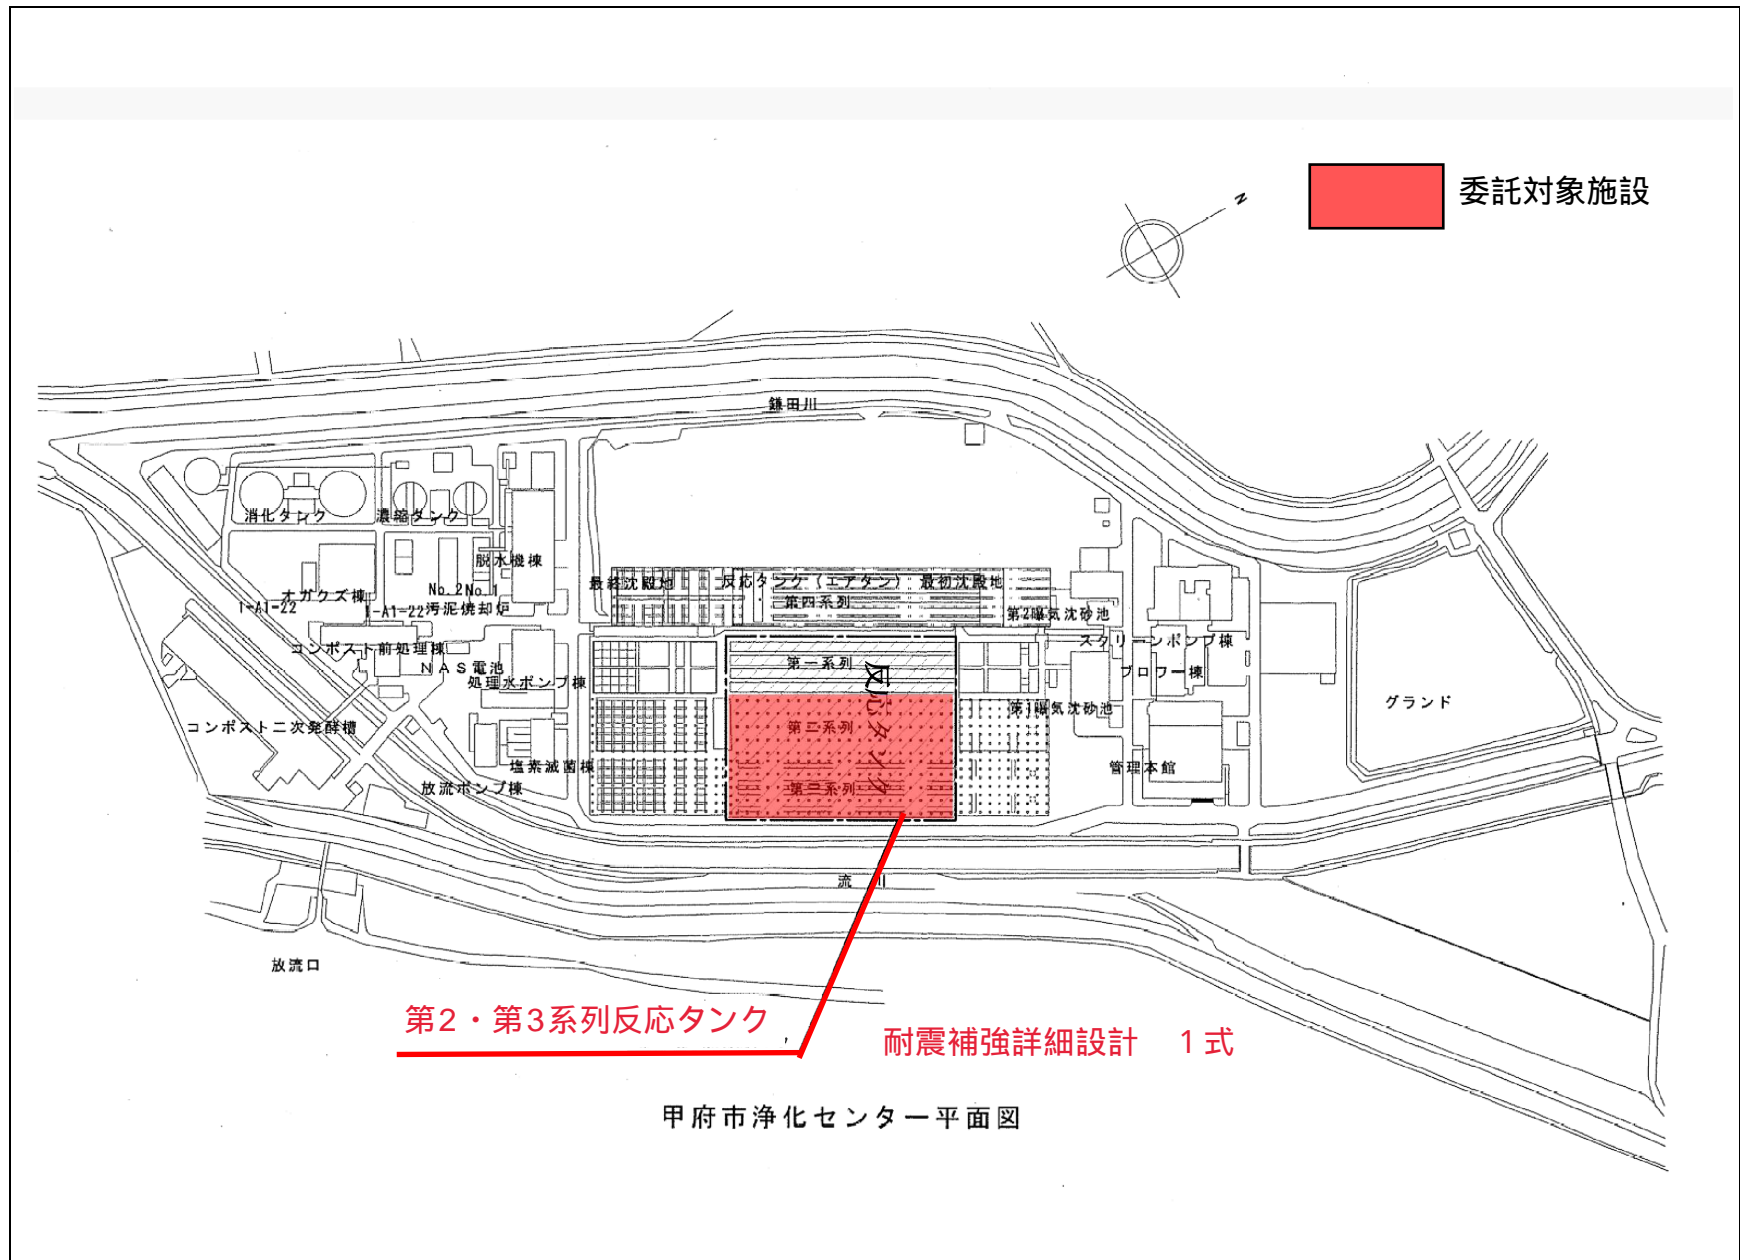 委託対象施設
N
鎌田川
消化タンク
濃縮タンク
脱水機棟
最終沈殿地
反応タンク(エアタン)
最初沈殿地
第四系列
No.2No.1
オガクズ棟
1-A1-22
1-A1-22汚泥焼却炉
第2曝気沈砂池
スクリーンポンプ棟
コンポスト前処理棟
NAS電池
処理水ポンプ棟
第一系列
反応タンク
ブロワー棟
グランド
コンポスト二次発酵槽
第二系列
第1曝気沈砂池
塩素滅菌棟
管理本館
放流ポンプ棟
第三系列
流 川
放流口
第2・第3系列反応タンク
耐震補強詳細設計 1式
甲府市浄化センター平面図